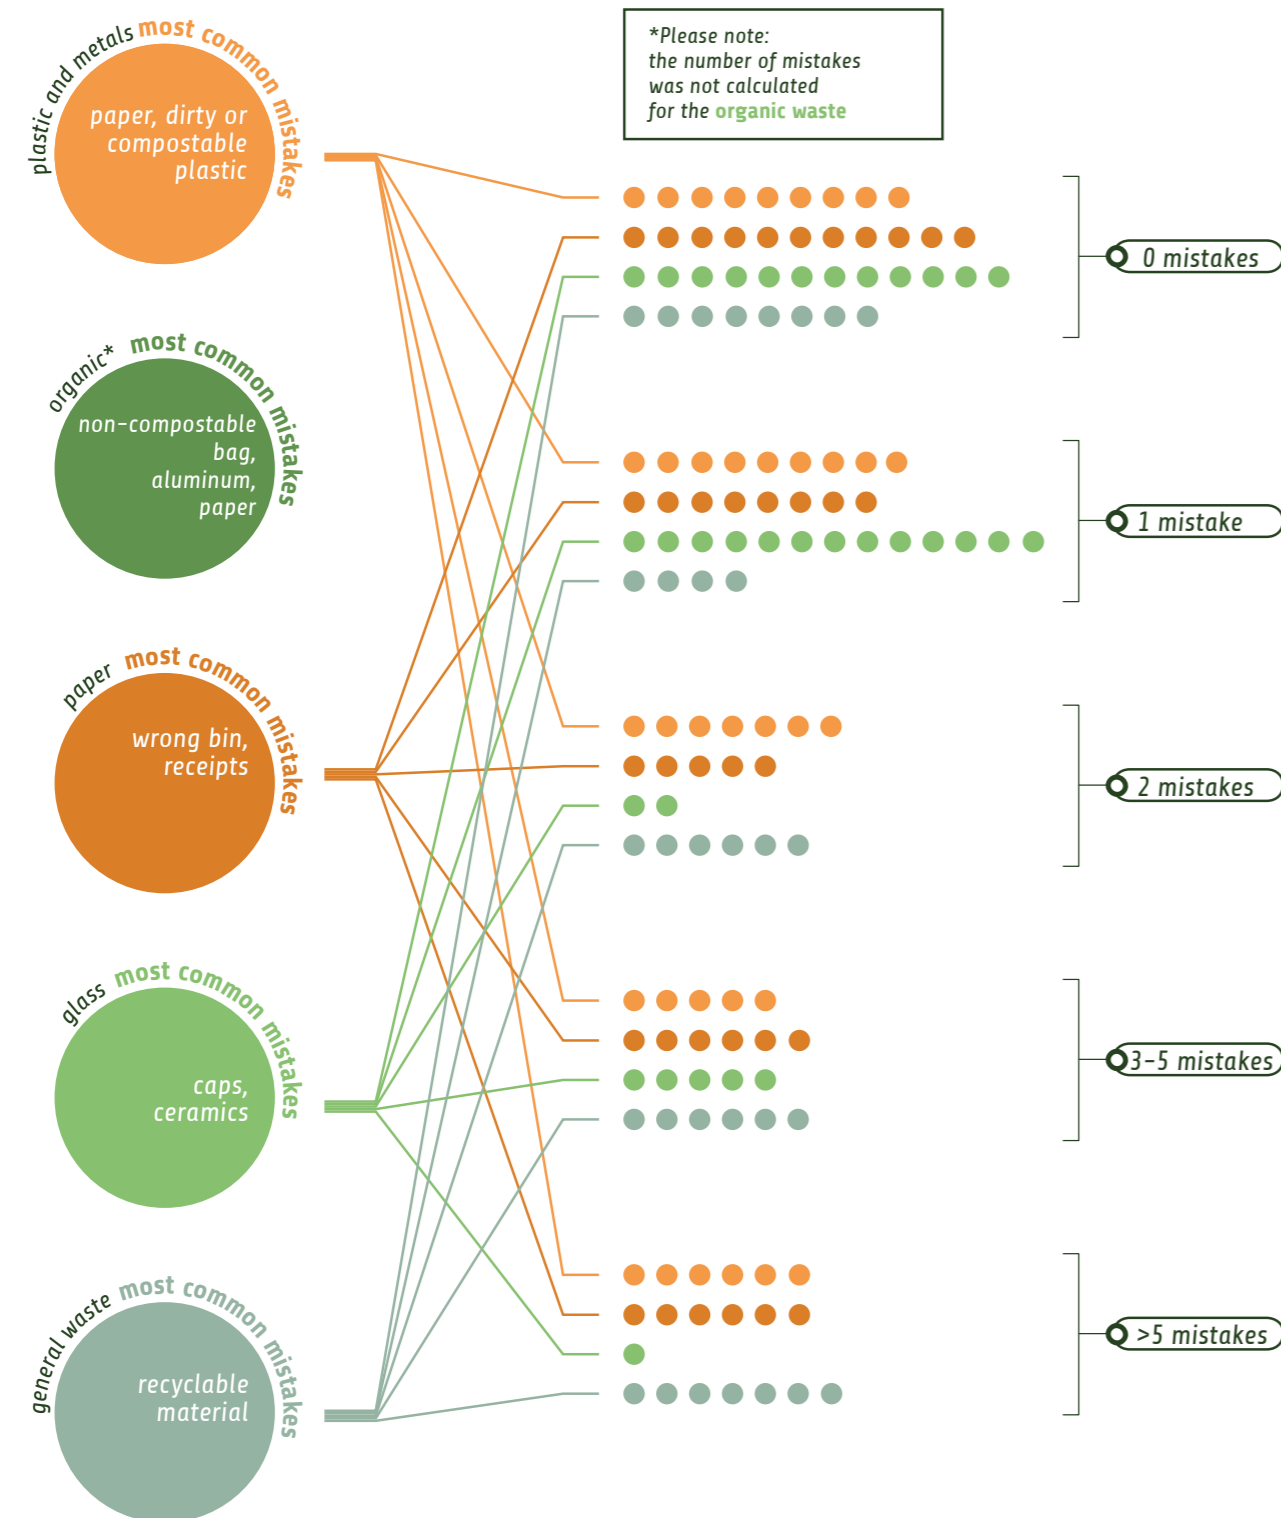 plastic and metals most common mistakes
paper, dirty or
compostable
plastic
*Please note:
the number of mistakes
was not calculated
for the organic waste
0 mistakes
organic* most common mistakes
non-compostable
bag,
aluminum,
paper
1 mistake
paper most common mistakes
wrong bin,
receipts
2 mistakes
glass most common mistakes
caps,
ceramics
3-5 mistakes
general waste most common mistakes
recyclable
material
>5 mistakes